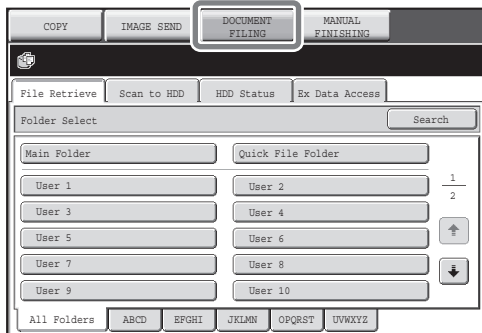 COPY
IMAGE SEND
DOCUMENT
FILING
MANUAL
FINISHING
File Retrieve
Scan to HDD
HDD Status
Ex Data Access
Folder Select
Search
Main Folder
Quick File Folder
User 1
User 2
1
2
User 3
User 4
User 5
User 6
User 7
User 8
User 9
User 10
All Folders
ABCD
EFGHI
JKLMN
OPQRST
UVWXYZ